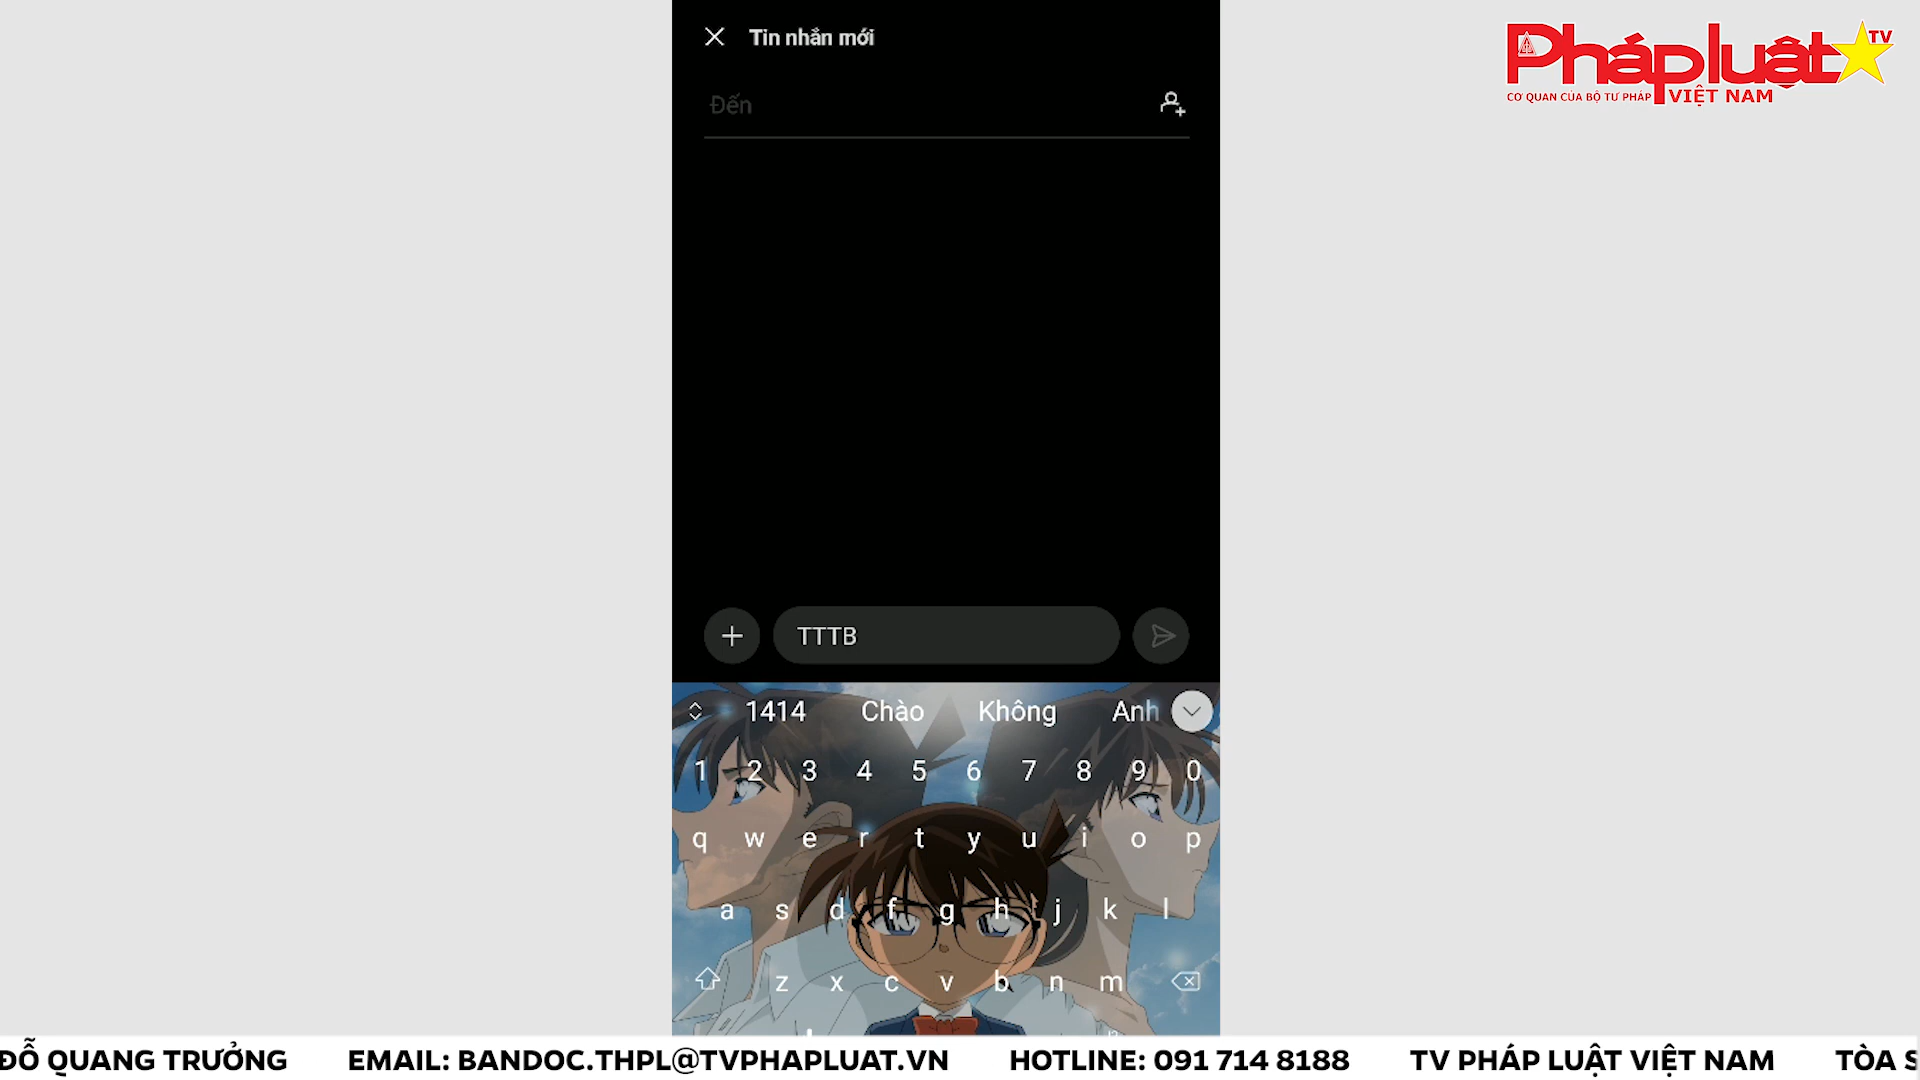 Tin nhắn mới
Đến
Phápluật TV
CƠ QUAN CỦA BỘ TƯ PHÁP VIỆT NAM
TTTB
1414 Chào Không Anh
1 2 3 4 5 6 7 8 9 0
q w e r t y u i o p
a s d f g h j k l
z x c v b n m
ĐỖ QUANG TRƯỞNG EMAIL: BANDOC.THPL@TVPHAPLUAT.VN HOTLINE: 091 714 8188 TV PHÁP LUẬT VIỆT NAM TÒA